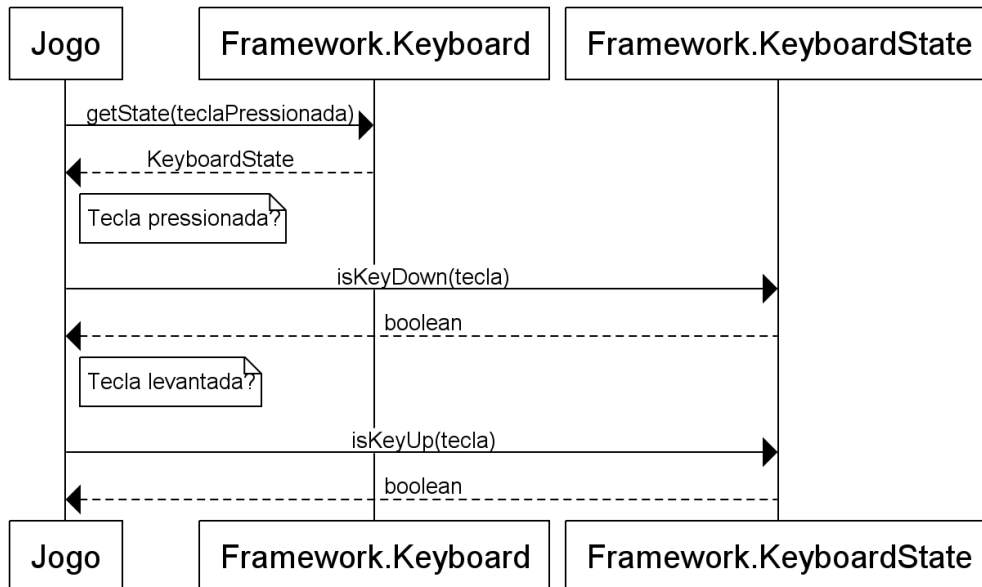 Jogo
Framework.Keyboard
Framework.KeyboardState
getState(teclaPressionada)
KeyboardState
Tecla pressionada?
isKeyDown(tecla)
boolean
Tecla levantada?
isKeyUp(tecla)
boolean
Jogo
Framework.Keyboard
Framework.KeyboardState